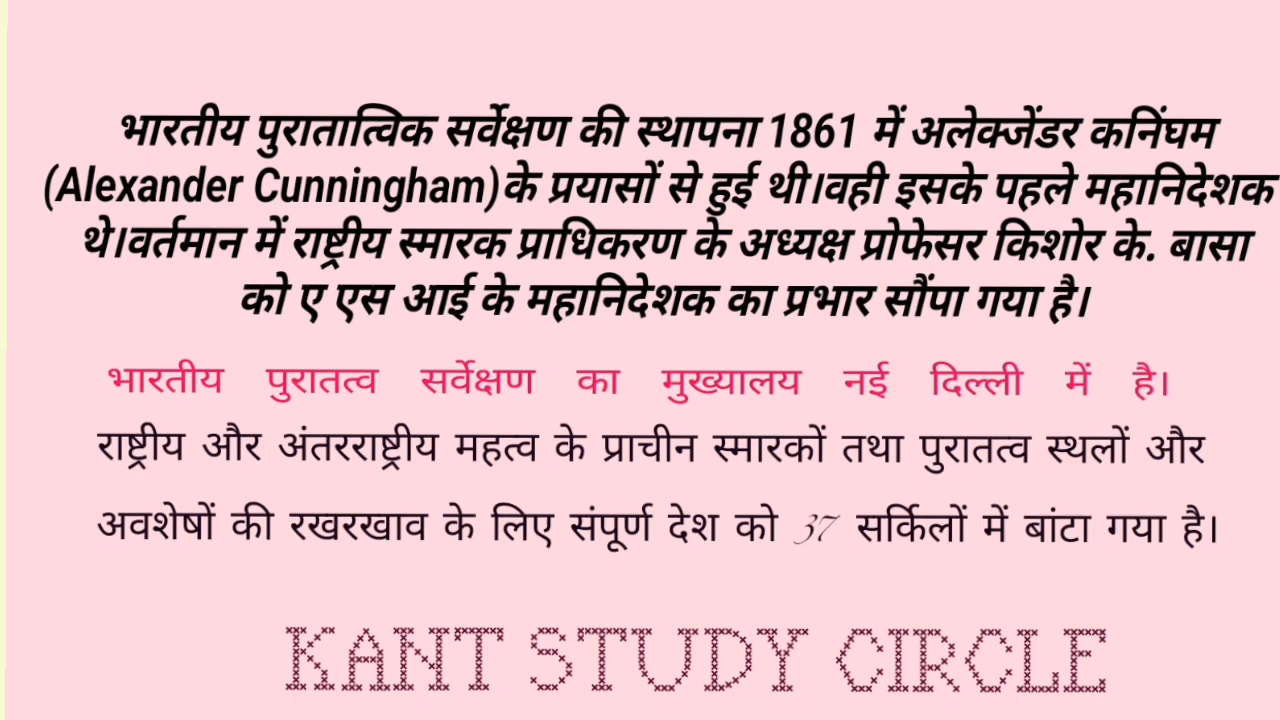 भारतीय पुरातात्विक सर्वेक्षण की स्थापना 1861 में अलेक्जेंडर कनिंघम
(Alexander Cunningham)के प्रयासों से हुई थी।वही इसके पहले महानिदेशक
थे।वर्तमान में राष्ट्रीय स्मारक प्राधिकरण के अध्यक्ष प्रोफेसर किशोर के. बासा
को ए एस आई के महानिदेशक का प्रभार सौंपा गया है।
भारतीय पुरातत्व सर्वेक्षण का मुख्यालय नई दिल्ली में है।
राष्ट्रीय और अंतरराष्ट्रीय महत्व के प्राचीन स्मारकों तथा पुरातत्व स्थलों और
अवशेषों की रखरखाव के लिए संपूर्ण देश को 37 सर्किलों में बांटा गया है।
KANT STUDY CIRCLE